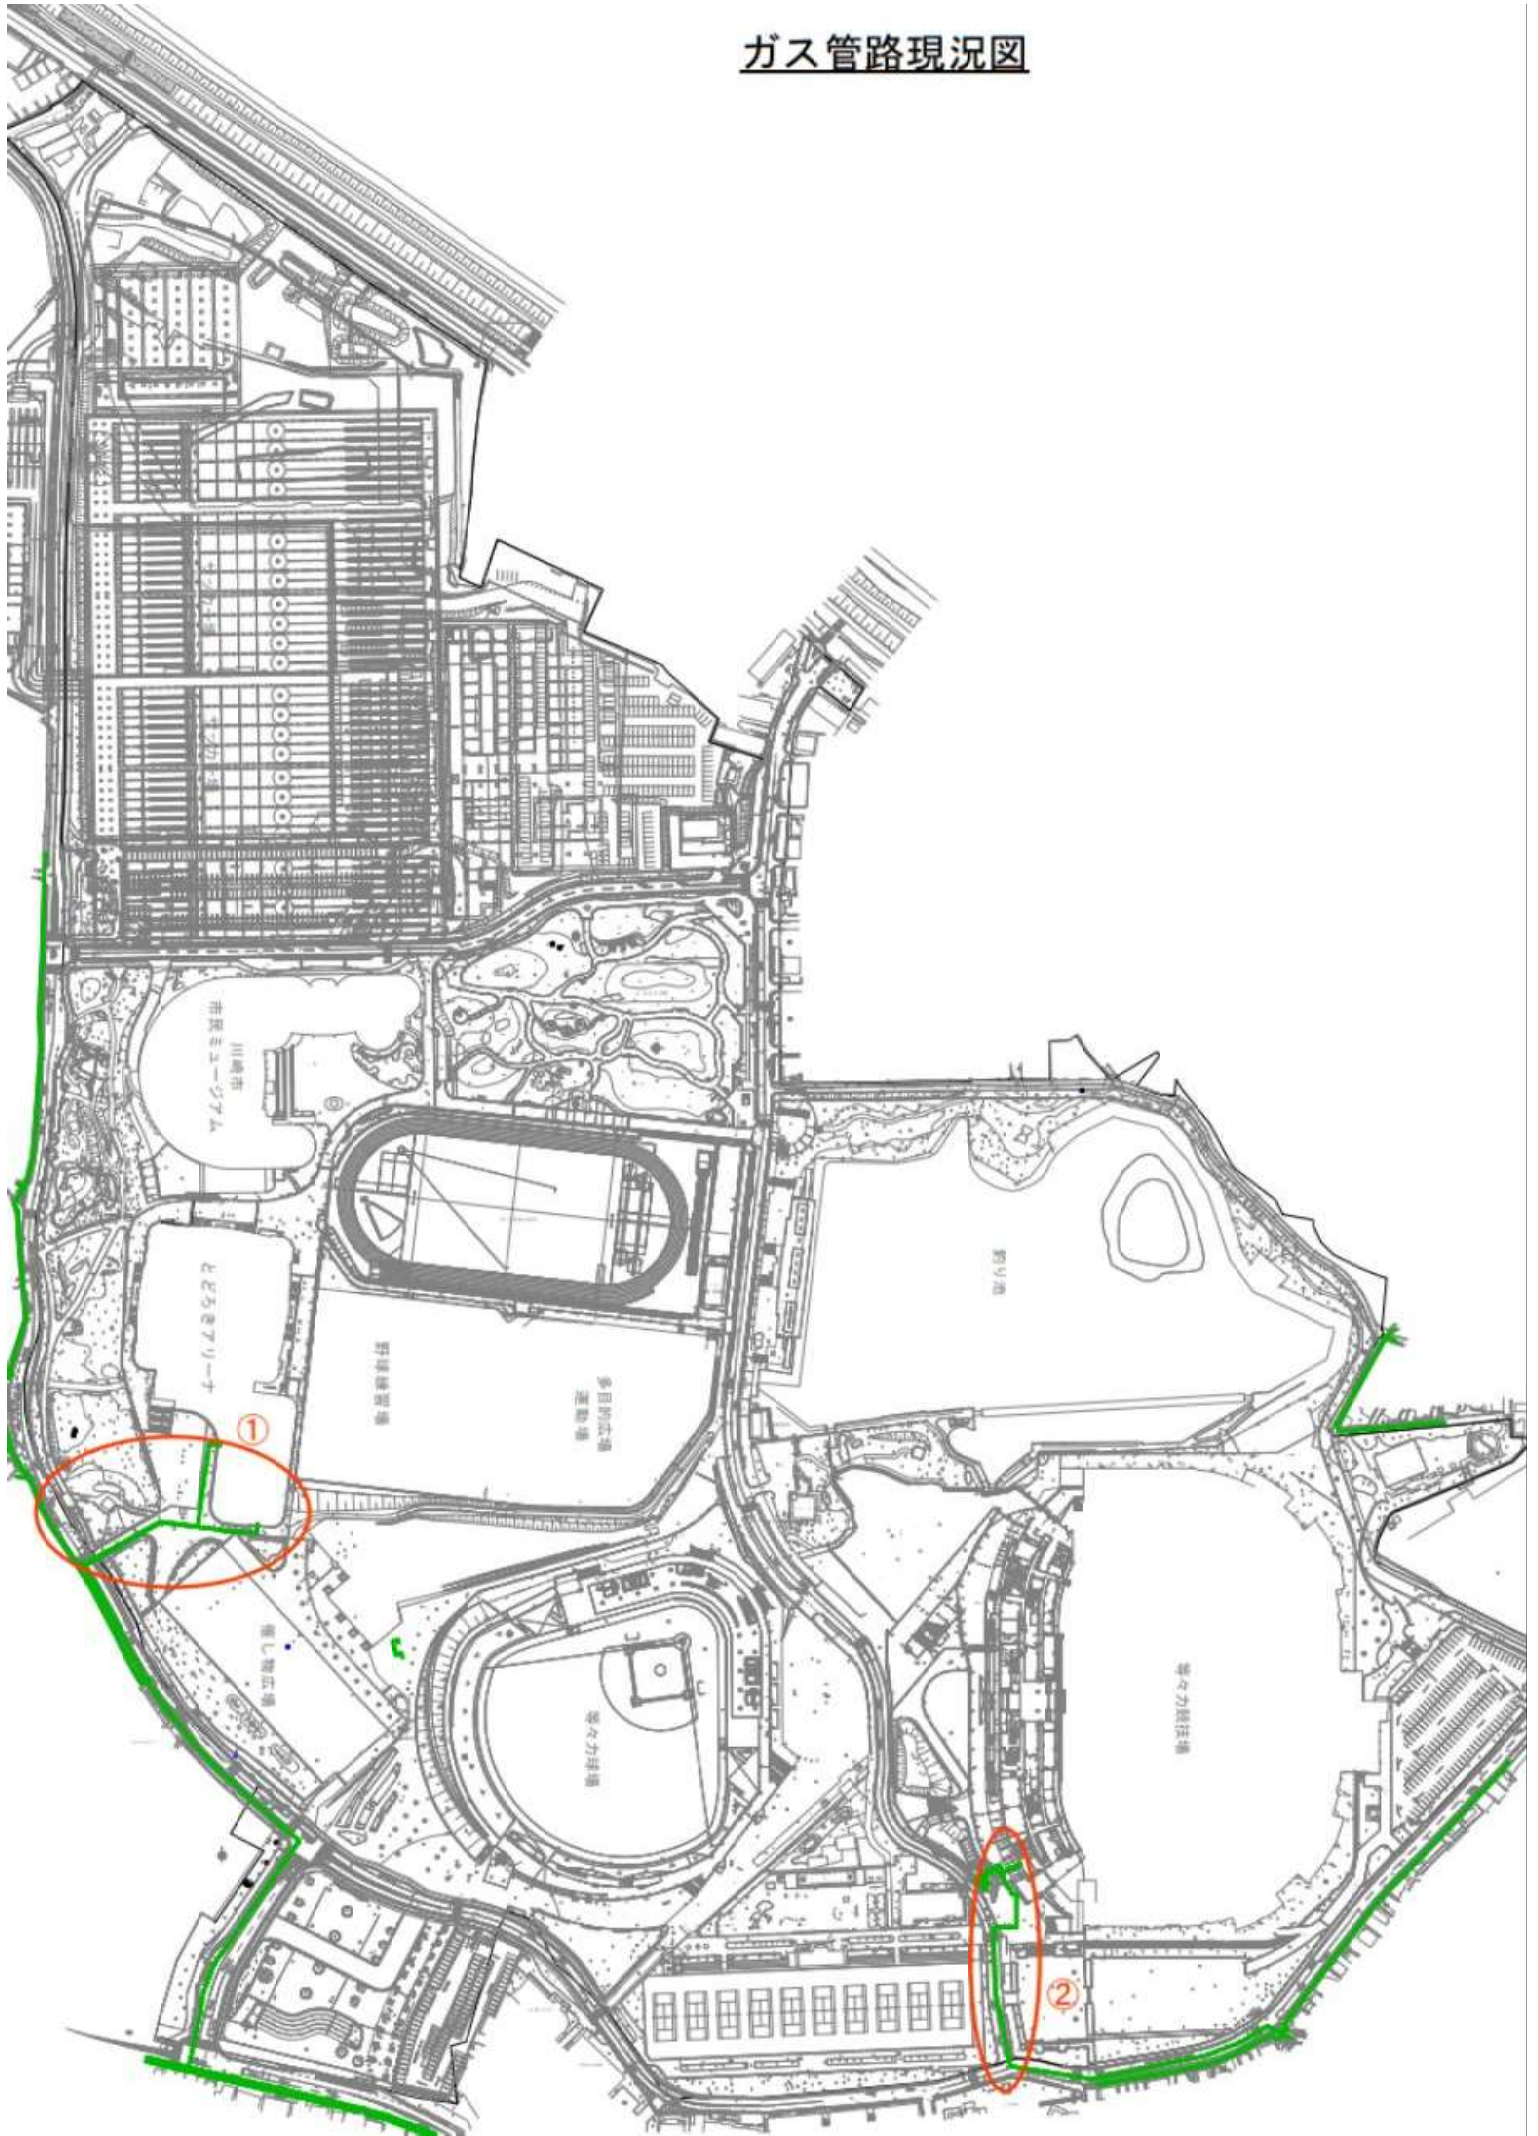 ガス管路現況図
川崎市
市民ミュージアム
とどろきアリーナ
野球練習場
多目的広場
運動場
釣り池
①
催し物広場
等々力球場
等々力競技場
②